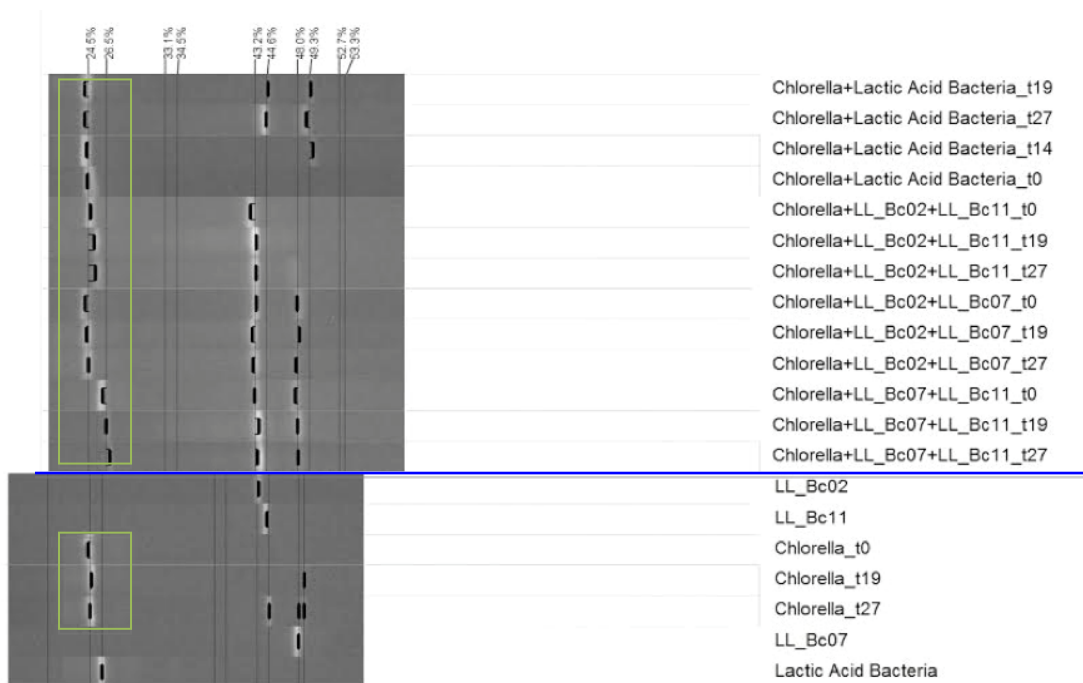 24.5%
26.5%
33.1%
34.5%
43.2%
44.6%
48.0%
49.3%
52.7%
53.3%
Chlorella+Lactic Acid Bacteria_t19
Chlorella+Lactic Acid Bacteria_t27
Chlorella+Lactic Acid Bacteria_t14
Chlorella+Lactic Acid Bacteria_t0
Chlorella+LL_Bc02+LL_Bc11_t0
Chlorella+LL_Bc02+LL_Bc11_t19
Chlorella+LL_Bc02+LL_Bc11_t27
Chlorella+LL_Bc02+LL_Bc07_t0
Chlorella+LL_Bc02+LL_Bc07_t19
Chlorella+LL_Bc02+LL_Bc07_t27
Chlorella+LL_Bc07+LL_Bc11_t0
Chlorella+LL_Bc07+LL_Bc11_t19
Chlorella+LL_Bc07+LL_Bc11_t27
LL_Bc02
LL_Bc11
Chlorella_t0
Chlorella_t19
Chlorella_t27
LL_Bc07
Lactic Acid Bacteria